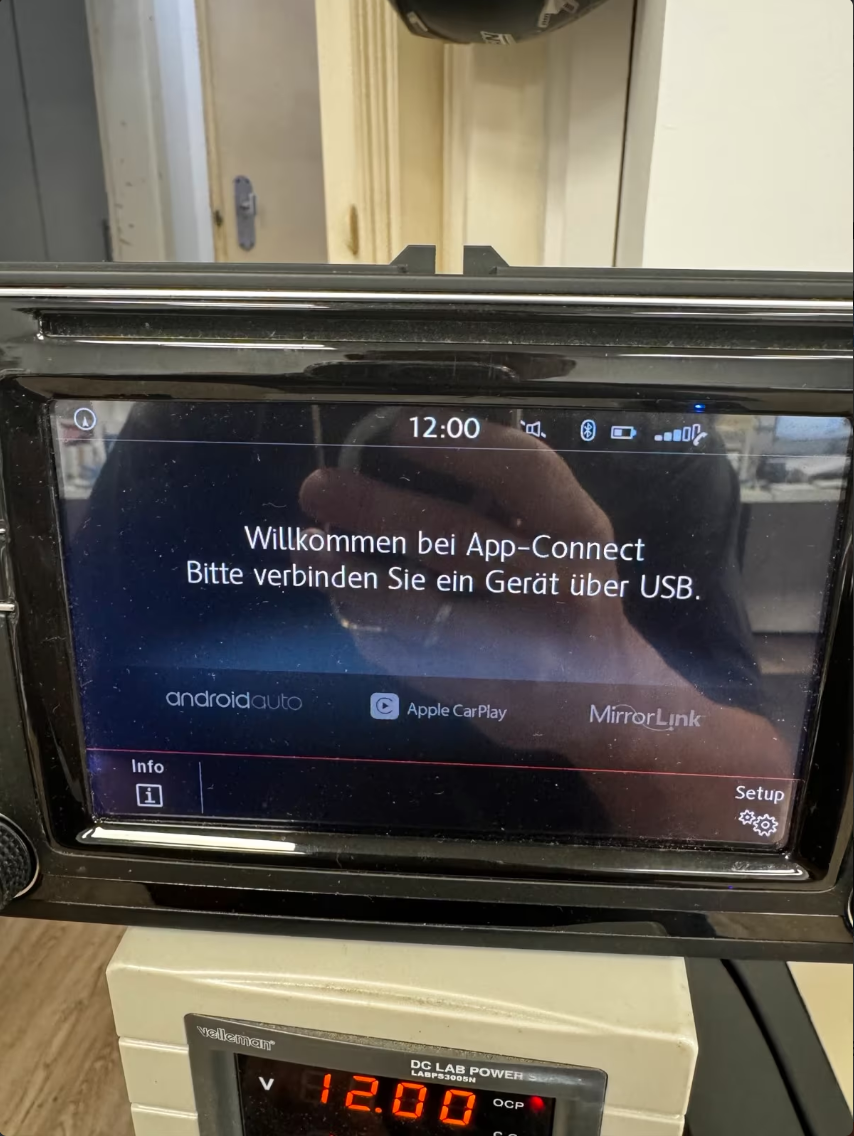 12:00
Willkommen bei App-Connect
Bitte verbinden Sie ein Gerät über USB.
androidauto
Apple CarPlay
MirrorLink
Info
i
Setup
velleman®
DC LAB POWER
LABPS3005N
V
12.00
OCP